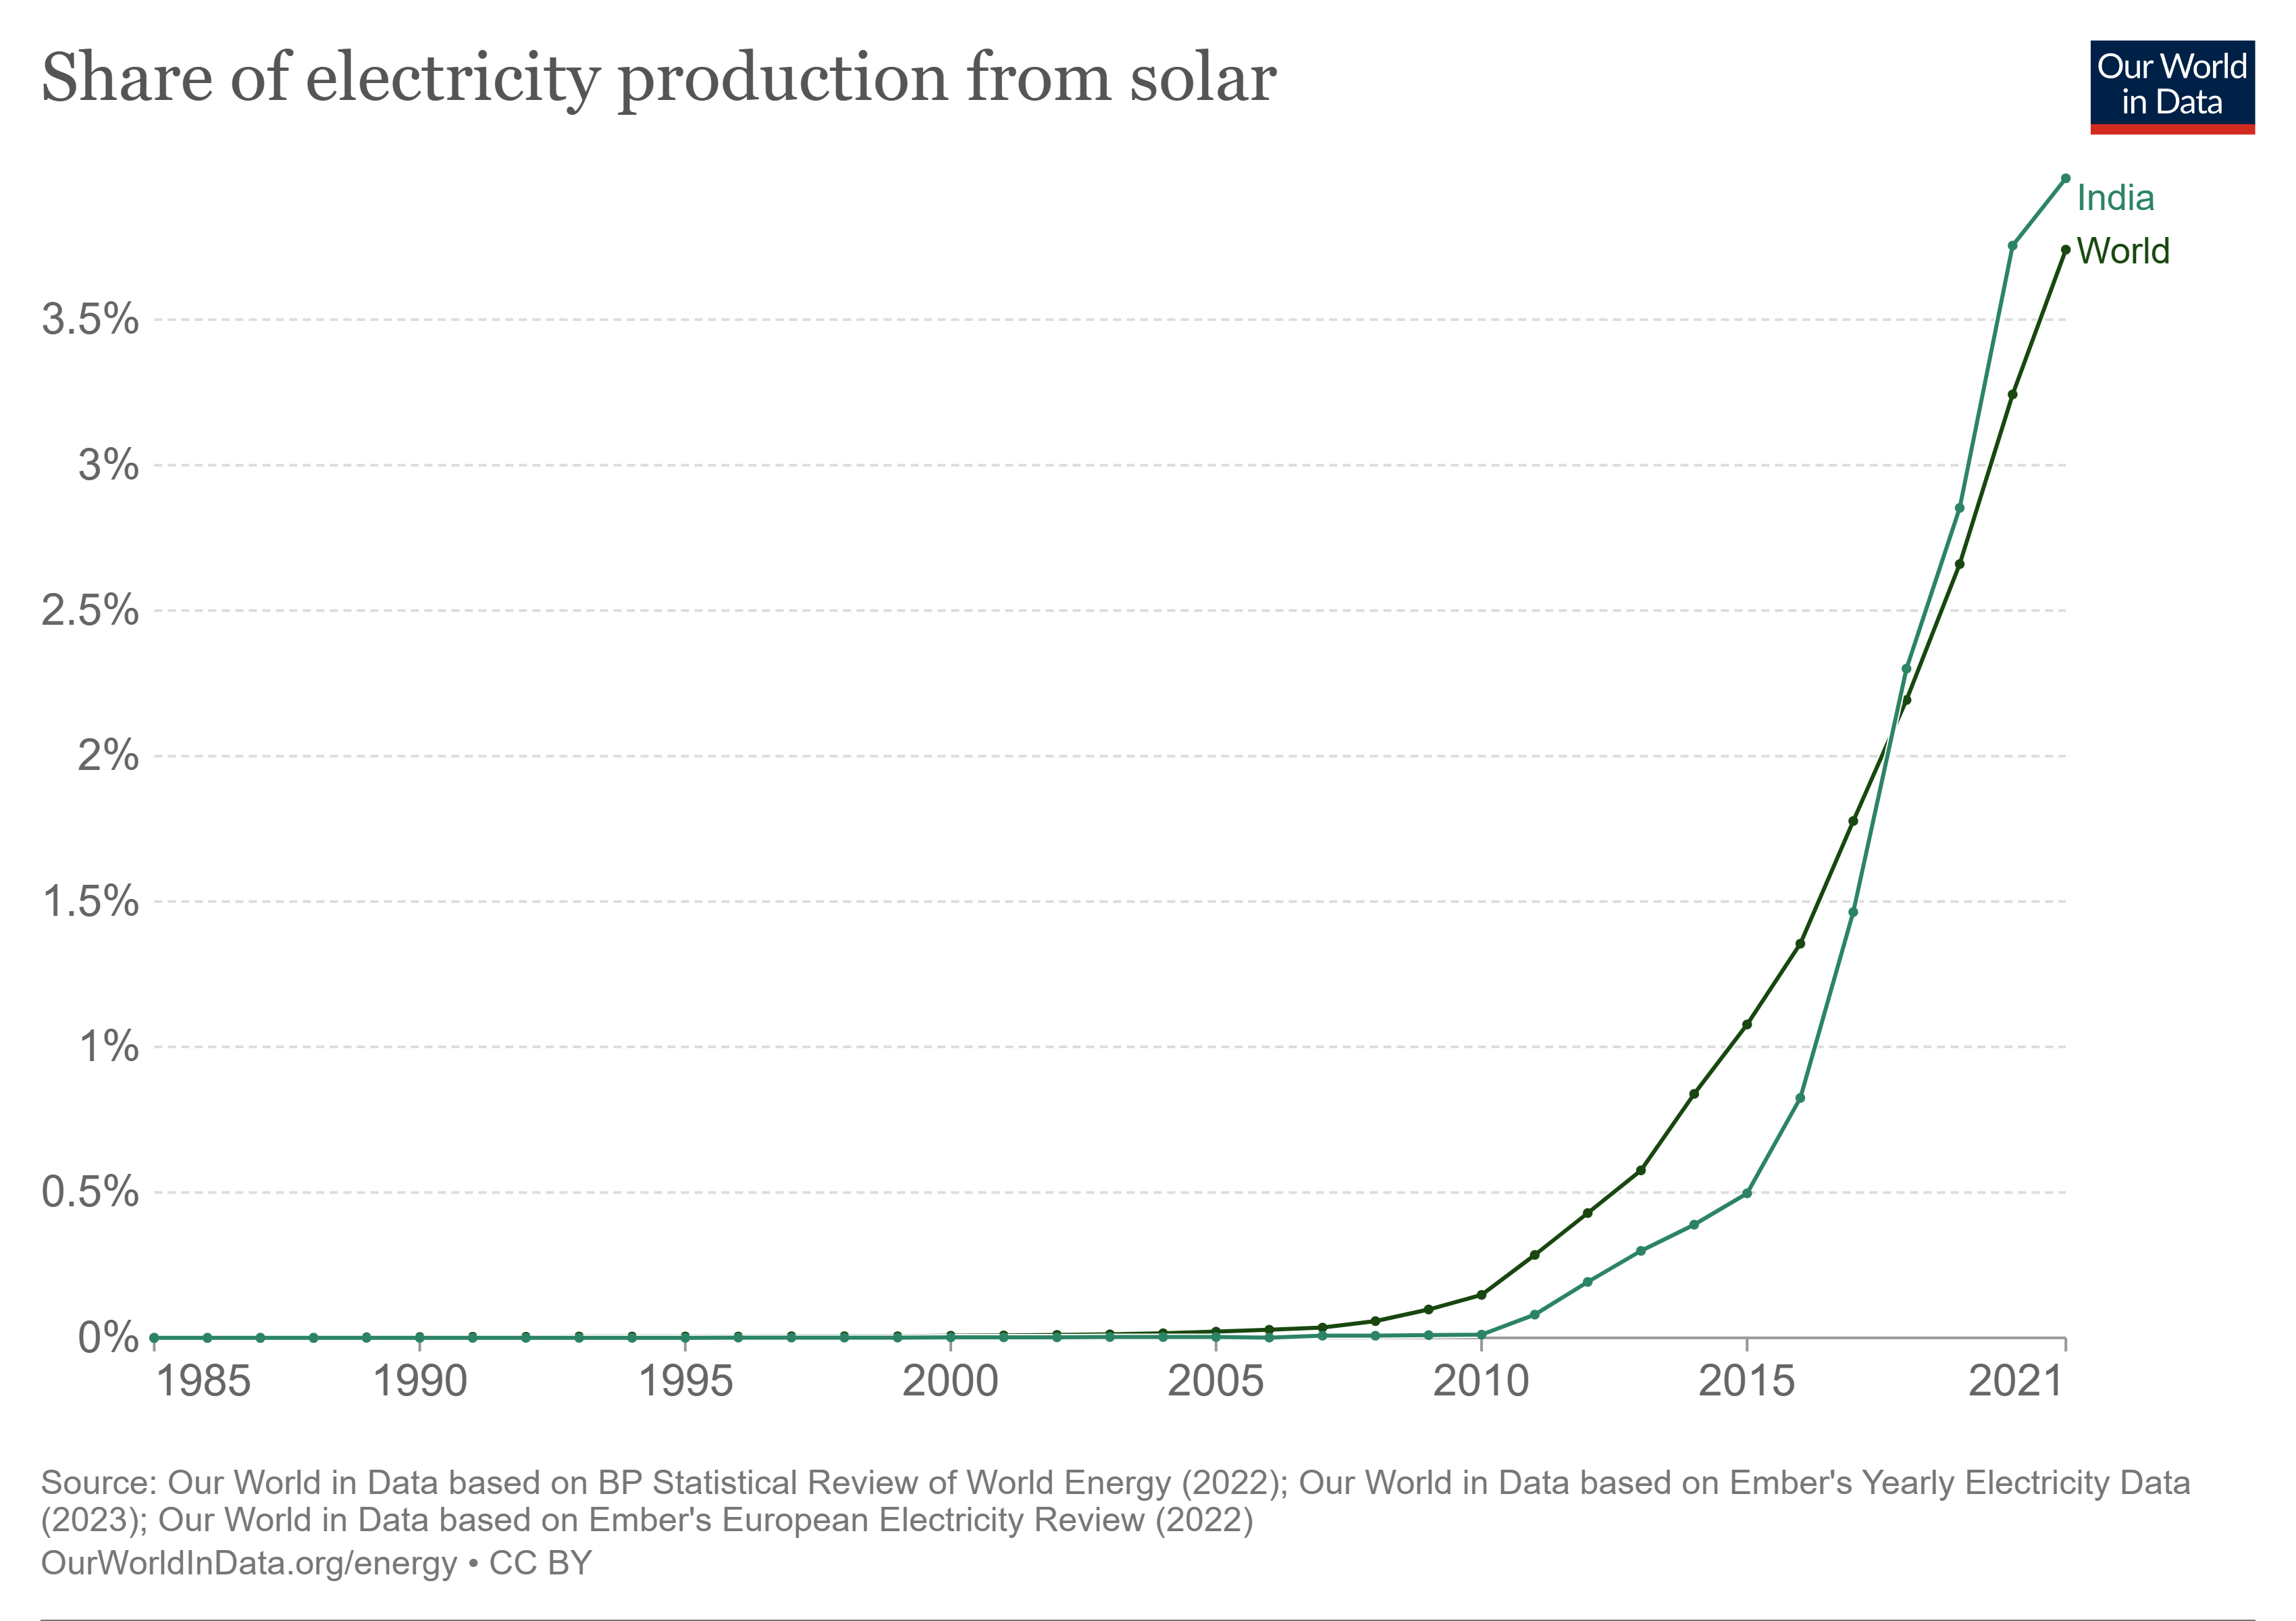 Share of electricity production from solar
Our World
in Data
India
World
3.5%
3%
2.5%
2%
1.5%
1%
0.5%
0%
1985 1990 1995 2000 2005 2010 2015 2021
Source: Our World in Data based on BP Statistical Review of World Energy (2022); Our World in Data based on Ember's Yearly Electricity Data
(2023); Our World in Data based on Ember's European Electricity Review (2022)
OurWorldInData.org/energy • CC BY